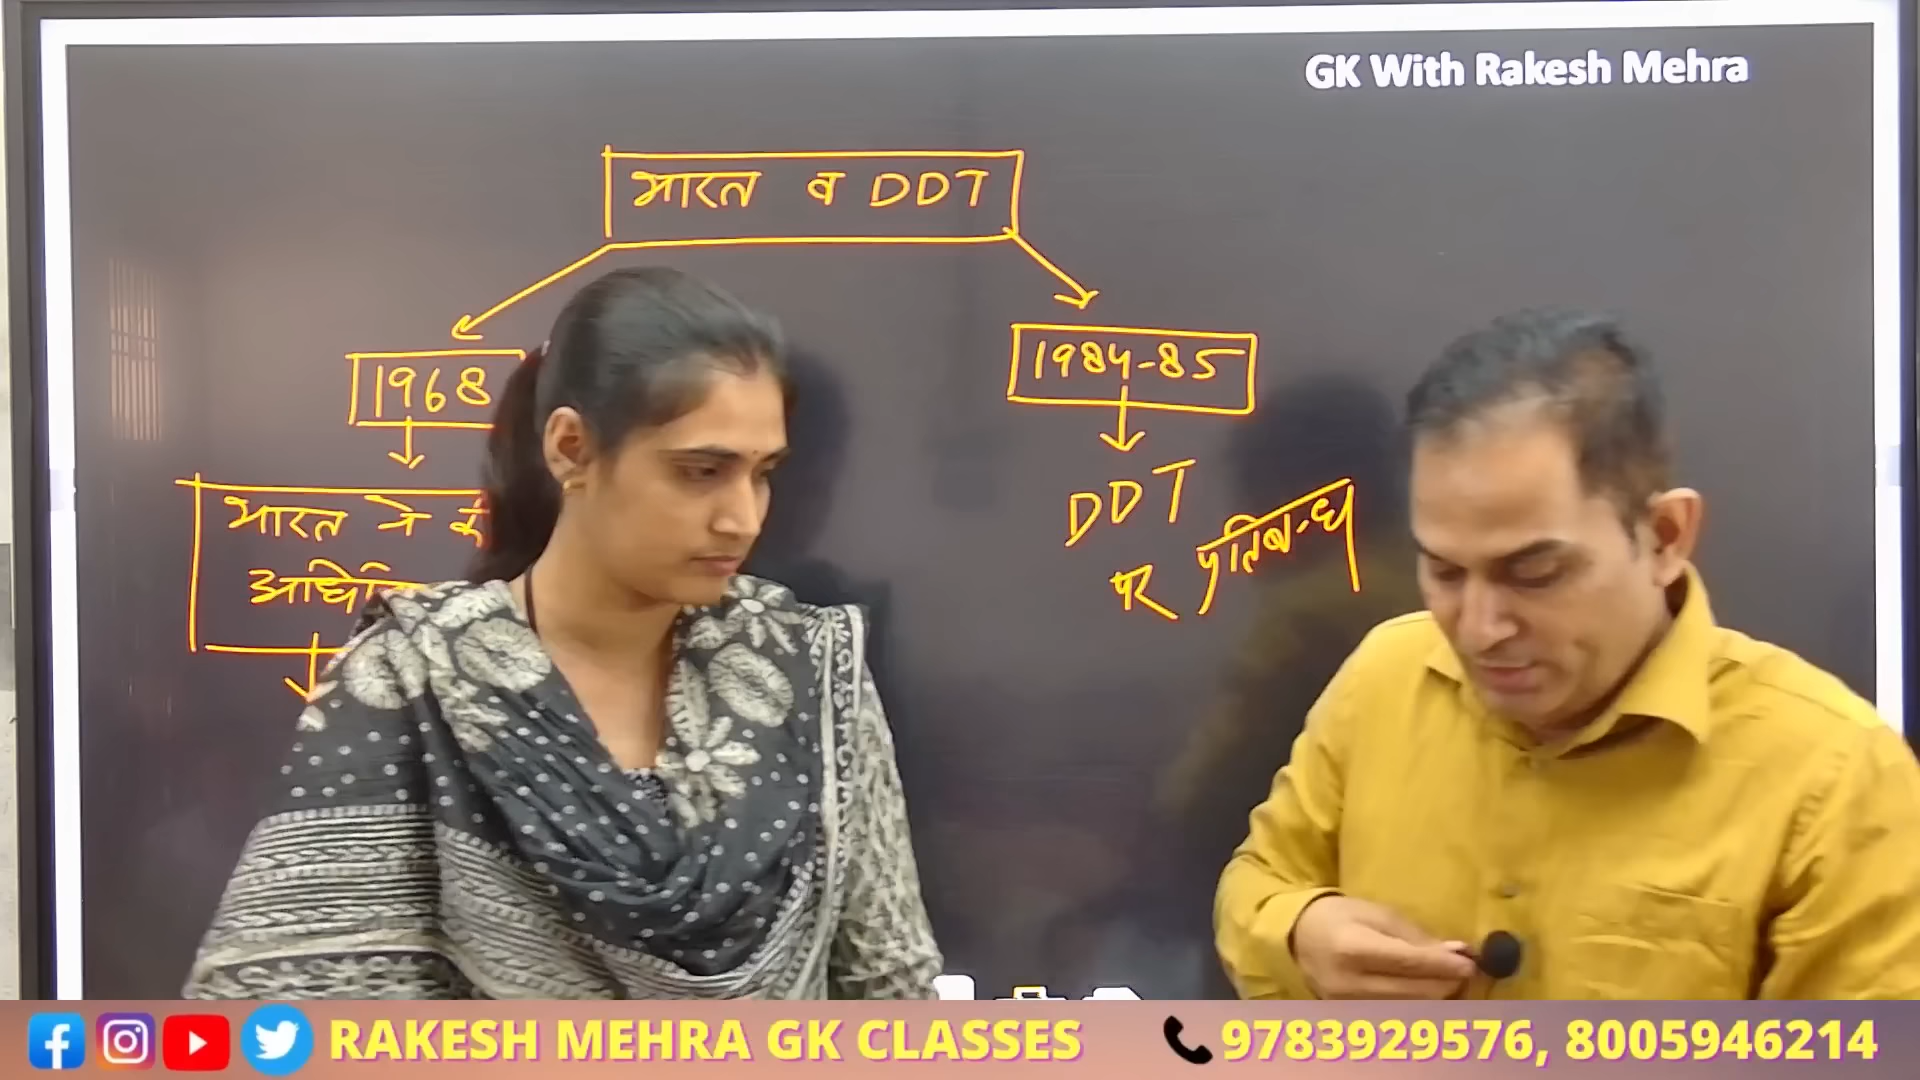 GK With Rakesh Mehra
भारत व DDT
1968
1984-85
भारत ने
DDT
पर प्रतिबन्ध
RAKESH MEHRA GK CLASSES
9783929576, 8005946214